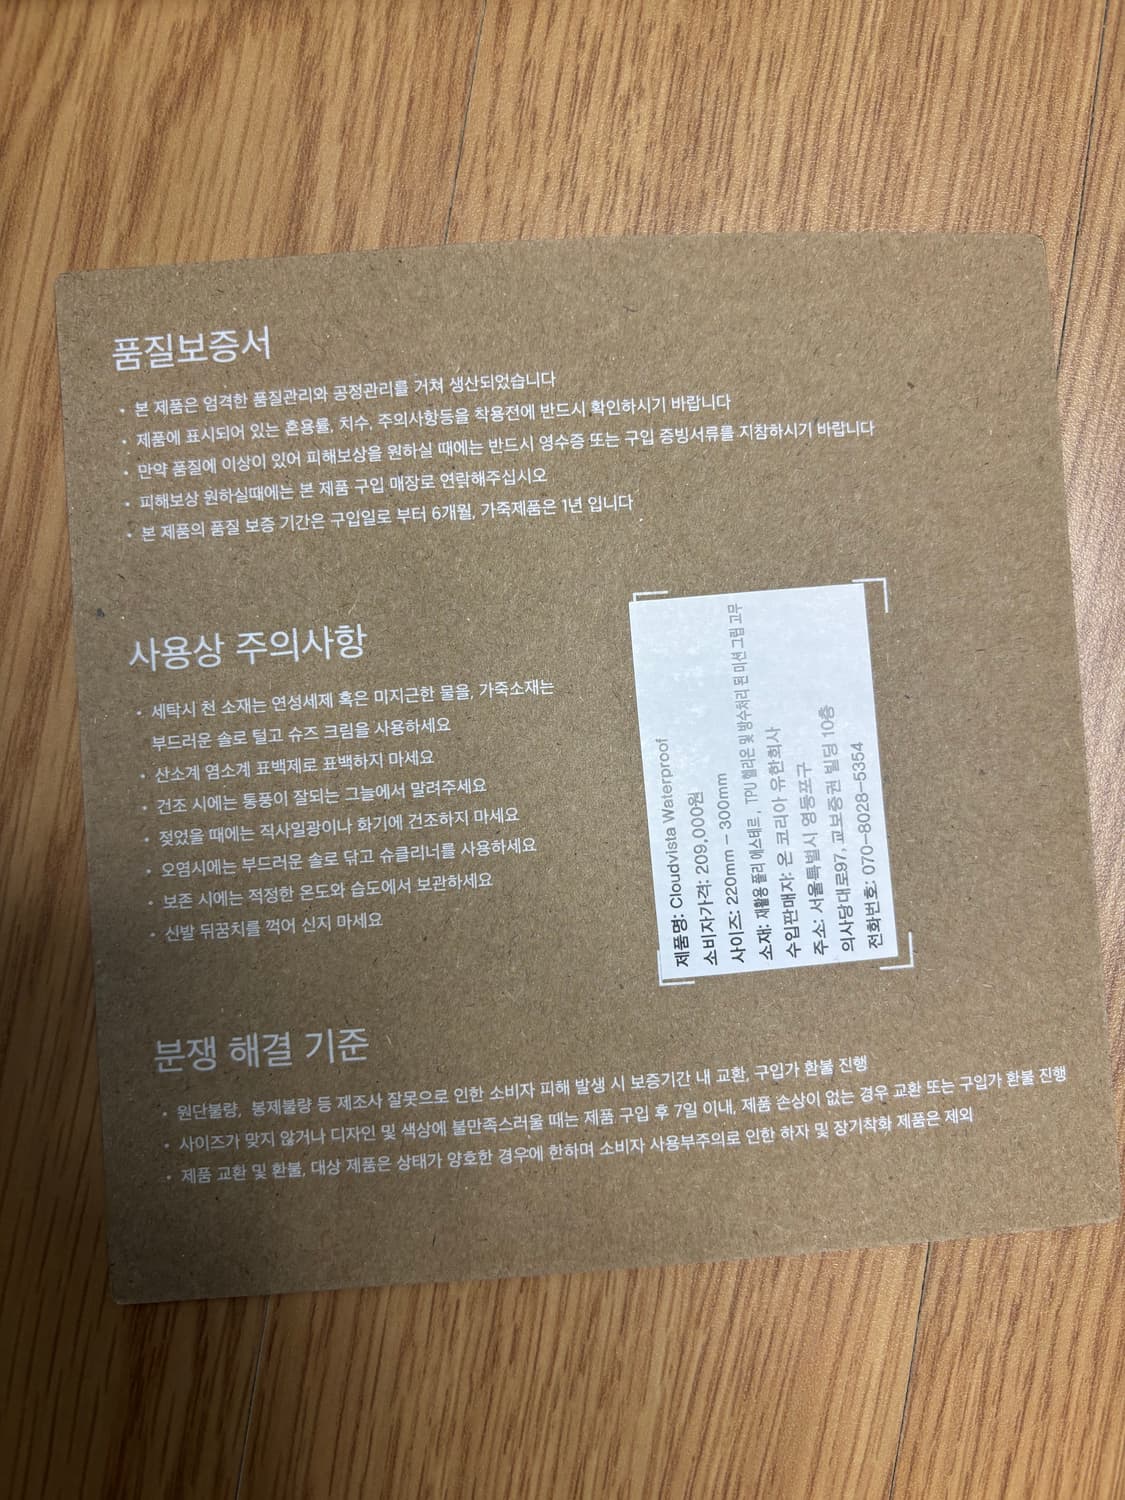 품질보증서
• 본 제품은 엄격한 품질관리와 공정관리를 거쳐 생산되었습니다
• 제품에 표시되어 있는 혼용률, 치수, 주의사항등을 착용전에 반드시 확인하시기 바랍니다
• 만약 품질에 이상이 있어 피해보상을 원하실 때에는 반드시 영수증 또는 구입 증빙서류를 지참하시기 바랍니다
• 피해보상 원하실때에는 본 제품 구입 매장로 연락해주십시오
• 본 제품의 품질 보증 기간은 구입일로 부터 6개월, 가죽제품은 1년 입니다
사용상 주의사항
• 세탁시 천 소재는 연성세제 혹은 미지근한 물을, 가죽소재는
부드러운 솔로 털고 슈즈 크림을 사용하세요
• 산소계 염소계 표백제로 표백하지 마세요
• 건조 시에는 통풍이 잘되는 그늘에서 말려주세요
• 젖었을 때에는 직사일광이나 화기에 건조하지 마세요
• 오염시에는 부드러운 솔로 닦고 슈클리너를 사용하세요
• 보존 시에는 적정한 온도와 습도에서 보관하세요
• 신발 뒤꿈치를 꺽어 신지 마세요
제품명: Cloudvista Waterproof
소비자가격: 209,000원
사이즈: 220mm – 300mm
소재: 재활용 폴리 에스테르, TPU 헬리온 및 방수처리 된 미션 그립 고무
수입판매자: 온 코리아 유한회사
주소: 서울특별시 영등포구
의사당대로97, 교보증권 빌딩 10층
전화번호: 070-8028-5354
분쟁 해결 기준
• 원단불량, 봉제불량 등 제조사 잘못으로 인한 소비자 피해 발생 시 보증기간 내 교환, 구입가 환불 진행
• 사이즈가 맞지 않거나 디자인 및 색상에 불만족스러울 때는 제품 구입 후 7일 이내, 제품 손상이 없는 경우 교환 또는 구입가 환불 진행
• 제품 교환 및 환불, 대상 제품은 상태가 양호한 경우에 한하며 소비자 사용부주의로 인한 하자 및 장기착화 제품은 제외